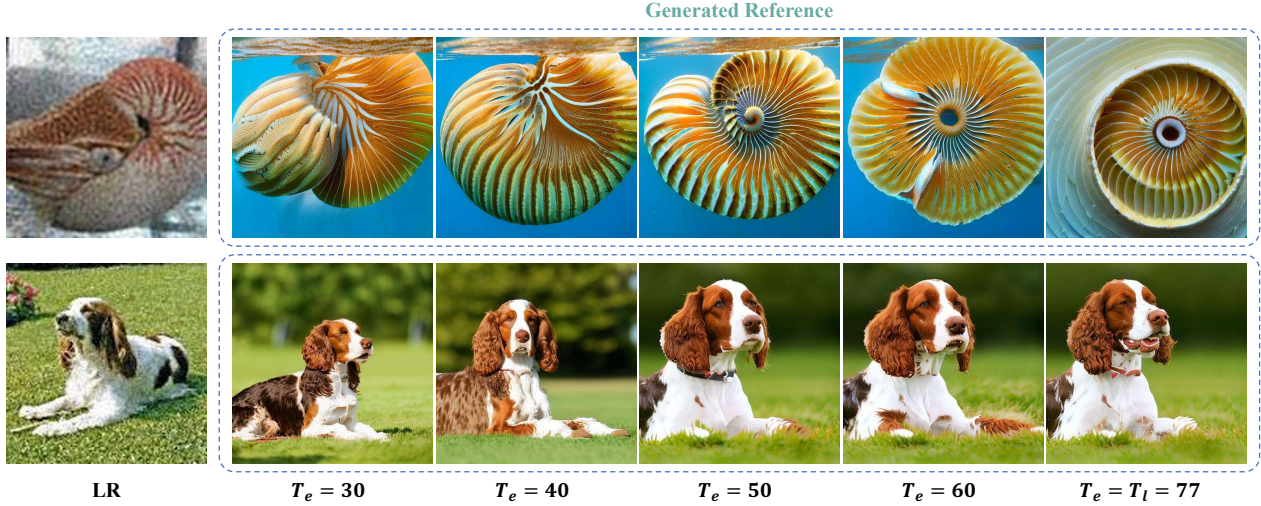 Generated Reference
LR
T_e = 30
T_e = 40
T_e = 50
T_e = 60
T_e = T_l = 77